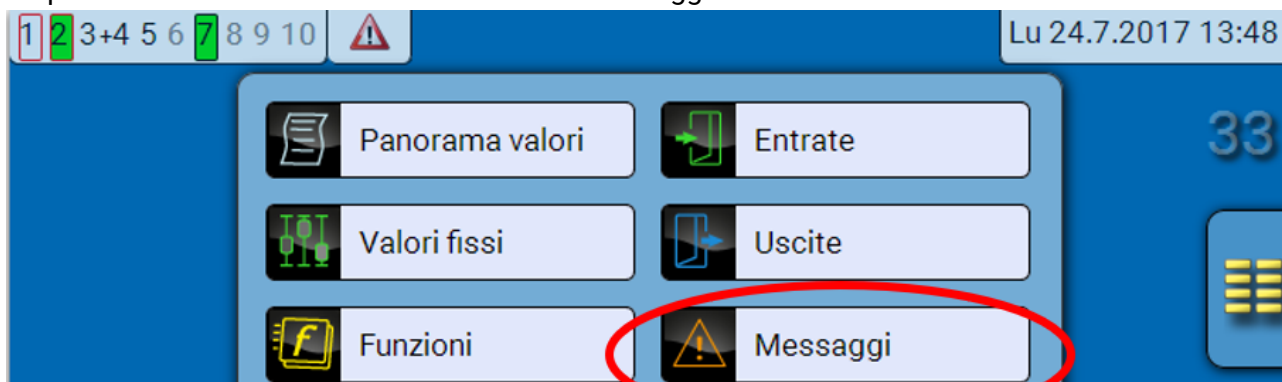 1 2 3+4 5 6 7 8 9 10
Lu 24.7.2017 13:48
Panorama valori
Entrate
33
Valori fissi
Uscite
Funzioni
Messaggi